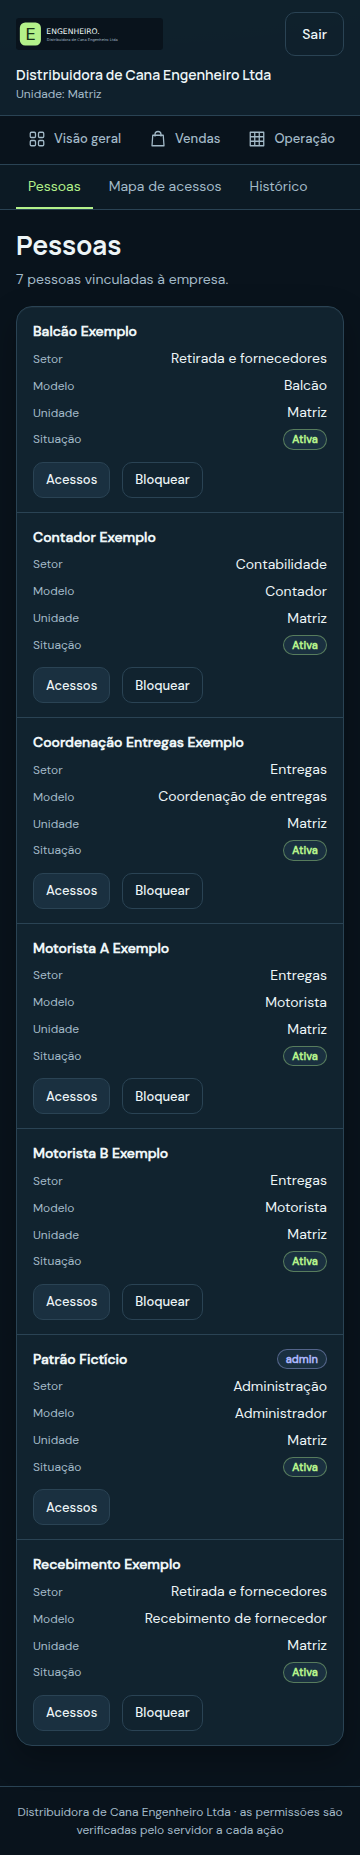 E ENGENHEIRO.
Distribuidora de Cana Engenheiro Ltda
Sair
Distribuidora de Cana Engenheiro Ltda
Unidade: Matriz
Visão geral Vendas Operação
Pessoas Mapa de acessos Histórico
Pessoas
7 pessoas vinculadas à empresa.
Balcão Exemplo
Setor Retirada e fornecedores
Modelo Balcão
Unidade Matriz
Situação Ativa
Acessos Bloquear
Contador Exemplo
Setor Contabilidade
Modelo Contador
Unidade Matriz
Situação Ativa
Acessos Bloquear
Coordenação Entregas Exemplo
Setor Entregas
Modelo Coordenação de entregas
Unidade Matriz
Situação Ativa
Acessos Bloquear
Motorista A Exemplo
Setor Entregas
Modelo Motorista
Unidade Matriz
Situação Ativa
Acessos Bloquear
Motorista B Exemplo
Setor Entregas
Modelo Motorista
Unidade Matriz
Situação Ativa
Acessos Bloquear
Patrão Fictício admin
Setor Administração
Modelo Administrador
Unidade Matriz
Situação Ativa
Acessos
Recebimento Exemplo
Setor Retirada e fornecedores
Modelo Recebimento de fornecedor
Unidade Matriz
Situação Ativa
Acessos Bloquear
Distribuidora de Cana Engenheiro Ltda · as permissões são
verificadas pelo servidor a cada ação